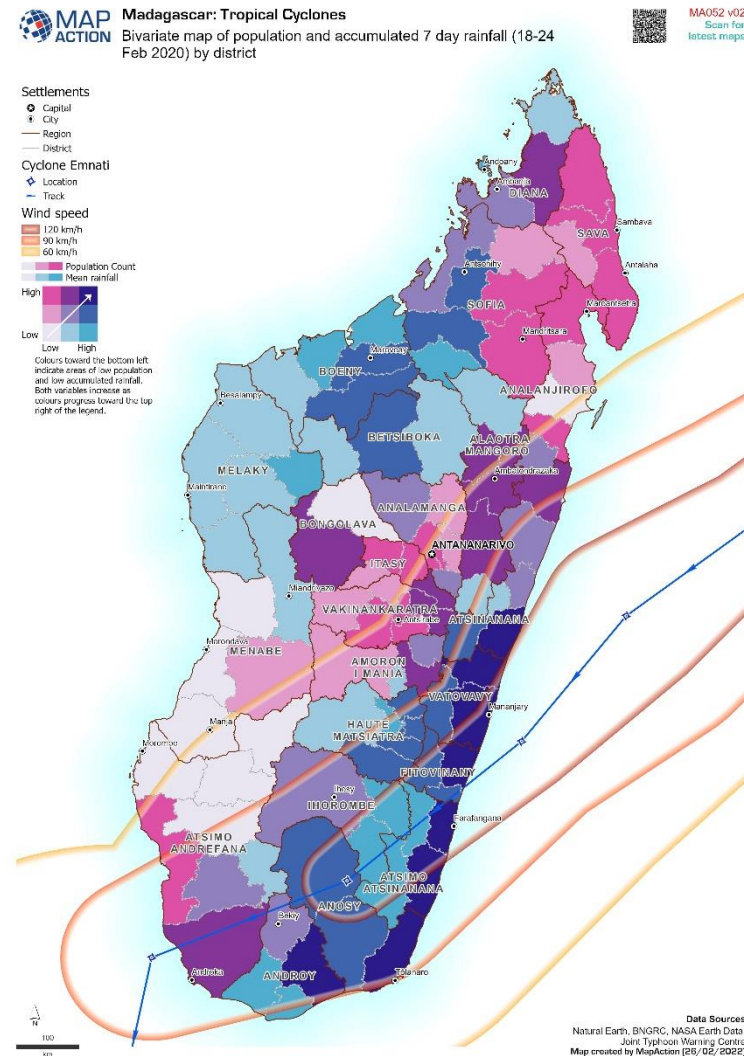 MAP
ACTION
Madagascar: Tropical Cyclones
Bivariate map of population and accumulated 7 day rainfall (18-24
Feb 2020) by district
MA052 v02
Scan for
latest maps
Settlements
Capital
City
Region
District
Cyclone Emnati
Location
Track
Wind speed
120 km/h
90 km/h
60 km/h
Population Count
Mean rainfall
High
Low
Low High
Colours toward the bottom left
indicate areas of low population
and low accumulated rainfall.
Both variables increase as
colours progress toward the top
right of the legend.
Andoany
Ambanja
DIANA
Sambava
SAVA
Antsohihy
Antalaha
SOFIA
Maroantsetra
Mandritsara
Marovoay
BOENY
ANALANJIROFO
Besalampy
BETSIBOKA
ALAOTRA
MANGORO
MELAKY
Ambatondrazaka
Maintirano
ANALAMANGA
BONGOLAVA
ANTANANARIVO
ITASY
Miandrivazo
VAKINANKARATRA
Antsirabe
ATSINANANA
Morondava
MENABE
AMORON
I MANIA
VATOVAVY
Mananjary
HAUTE
MATSIATRA
Manja
Morombe
FITOVINANY
Ihosy
IHOROMBE
Farafangana
ATSIMO
ANDREFANA
ATSIMO
ATSINANANA
ANOSY
Bekily
ANDROY
Androka
Tôlanaro
N
100
km
Data Sources
Natural Earth, BNGRC, NASA Earth Data,
Joint Typhoon Warning Centre
Map created by MapAction (26/02/2022)